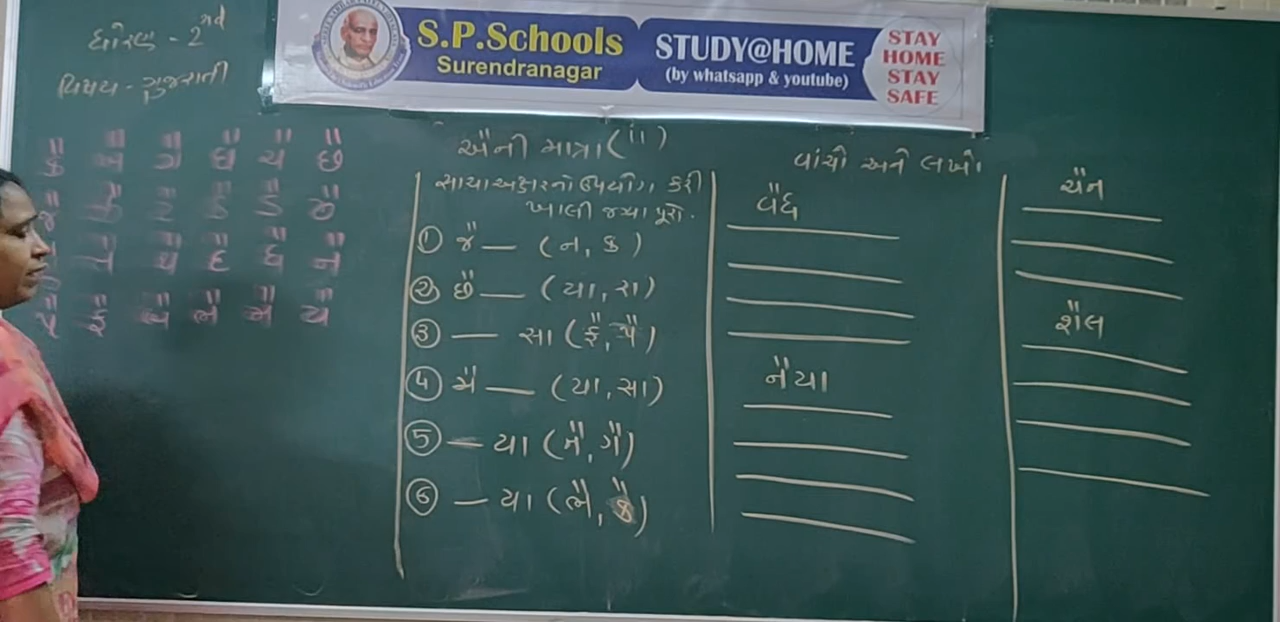 S.P.Schools
Surendranagar
STUDY@HOME
(by whatsapp & youtube)
STAY
HOME
STAY
SAFE
ધોરણ - 2
વિષય - ગુજરાતી
કૈ ખૈ ગૈ ઘૈ ચૈ છૈ
દૈ ધૈ નૈ
પૈ ફૈ બૈ ભૈ મૈ યૈ
ઐની માત્રા (ાૈ)
સાચા અક્ષરનો ઉપયોગ કરી
ખાલી જગ્યા પૂરો.
① જૈ — (ન, ક)
② છૈ — (યા, રા)
③ — સા (ફૈ, પૈ)
④ મૈ — (યા, સા)
⑤ — યા (નૈ, ગૈ)
⑥ — યા (ભૈ, કૈ)
વાંચો અને લખો
વૈદ્ય
નૈયા
ચૈન
શૈલ